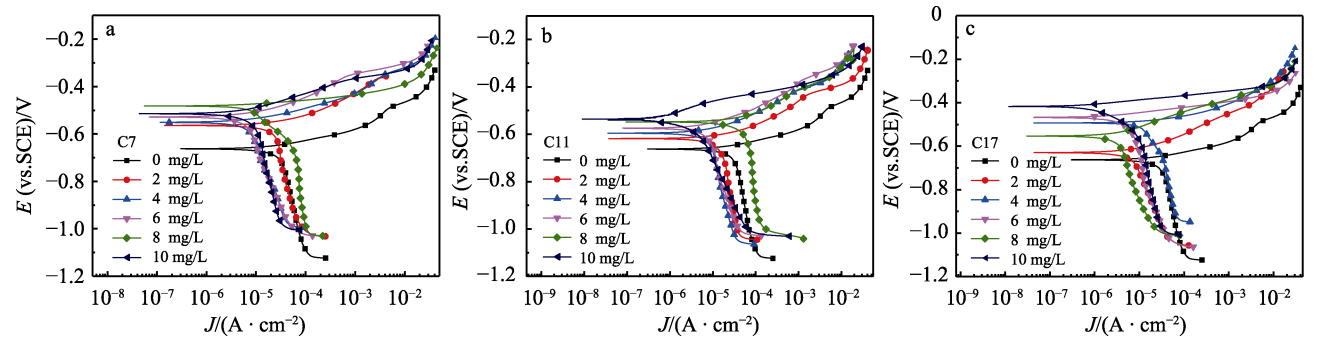 a
E (vs.SCE)/V
−0.2
−0.4
−0.6
−0.8
−1.0
−1.2
C7
0 mg/L
2 mg/L
4 mg/L
6 mg/L
8 mg/L
10 mg/L
10⁻⁸ 10⁻⁷ 10⁻⁶ 10⁻⁵ 10⁻⁴ 10⁻³ 10⁻²
J/(A · cm⁻²)
b
E (vs.SCE)/V
−0.2
−0.4
−0.6
−0.8
−1.0
−1.2
C11
0 mg/L
2 mg/L
4 mg/L
6 mg/L
8 mg/L
10 mg/L
10⁻⁹ 10⁻⁸ 10⁻⁷ 10⁻⁶ 10⁻⁵ 10⁻⁴ 10⁻³ 10⁻²
J/(A · cm⁻²)
c
E (vs.SCE)/V
0
−0.2
−0.4
−0.6
−0.8
−1.0
−1.2
C17
0 mg/L
2 mg/L
4 mg/L
6 mg/L
8 mg/L
10 mg/L
10⁻⁹ 10⁻⁸ 10⁻⁷ 10⁻⁶ 10⁻⁵ 10⁻⁴ 10⁻³ 10⁻²
J/(A · cm⁻²)